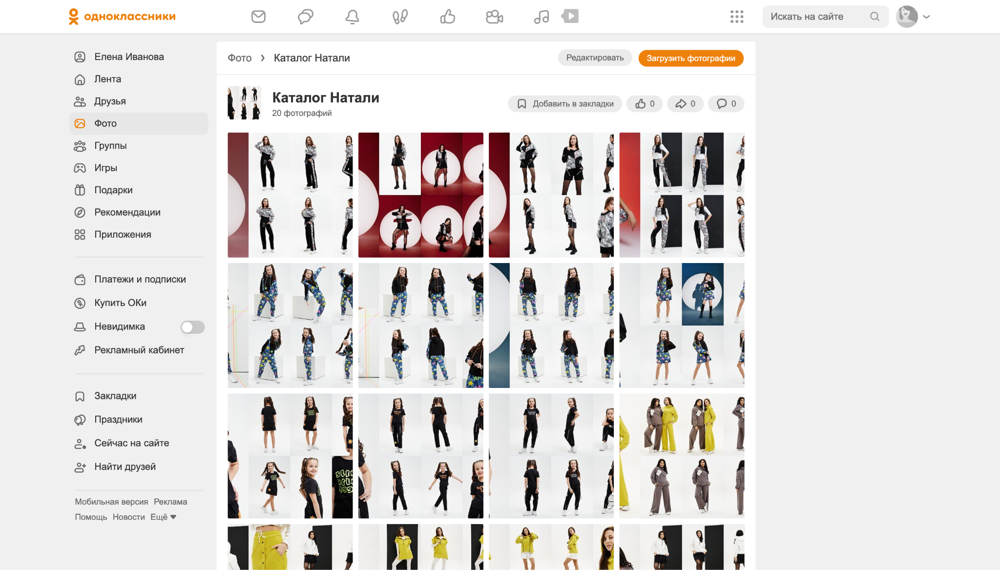 одноклассники
Искать на сайте
Елена Иванова
Лента
Друзья
Фото
Группы
Игры
Подарки
Рекомендации
Приложения
Платежи и подписки
Купить ОКи
Невидимка
Рекламный кабинет
Закладки
Праздники
Сейчас на сайте
Найти друзей
Мобильная версия Реклама
Помощь Новости Ещё
Фото Каталог Натали
Редактировать Загрузить фотографии
Каталог Натали
20 фотографий
Добавить в закладки 0 0 0